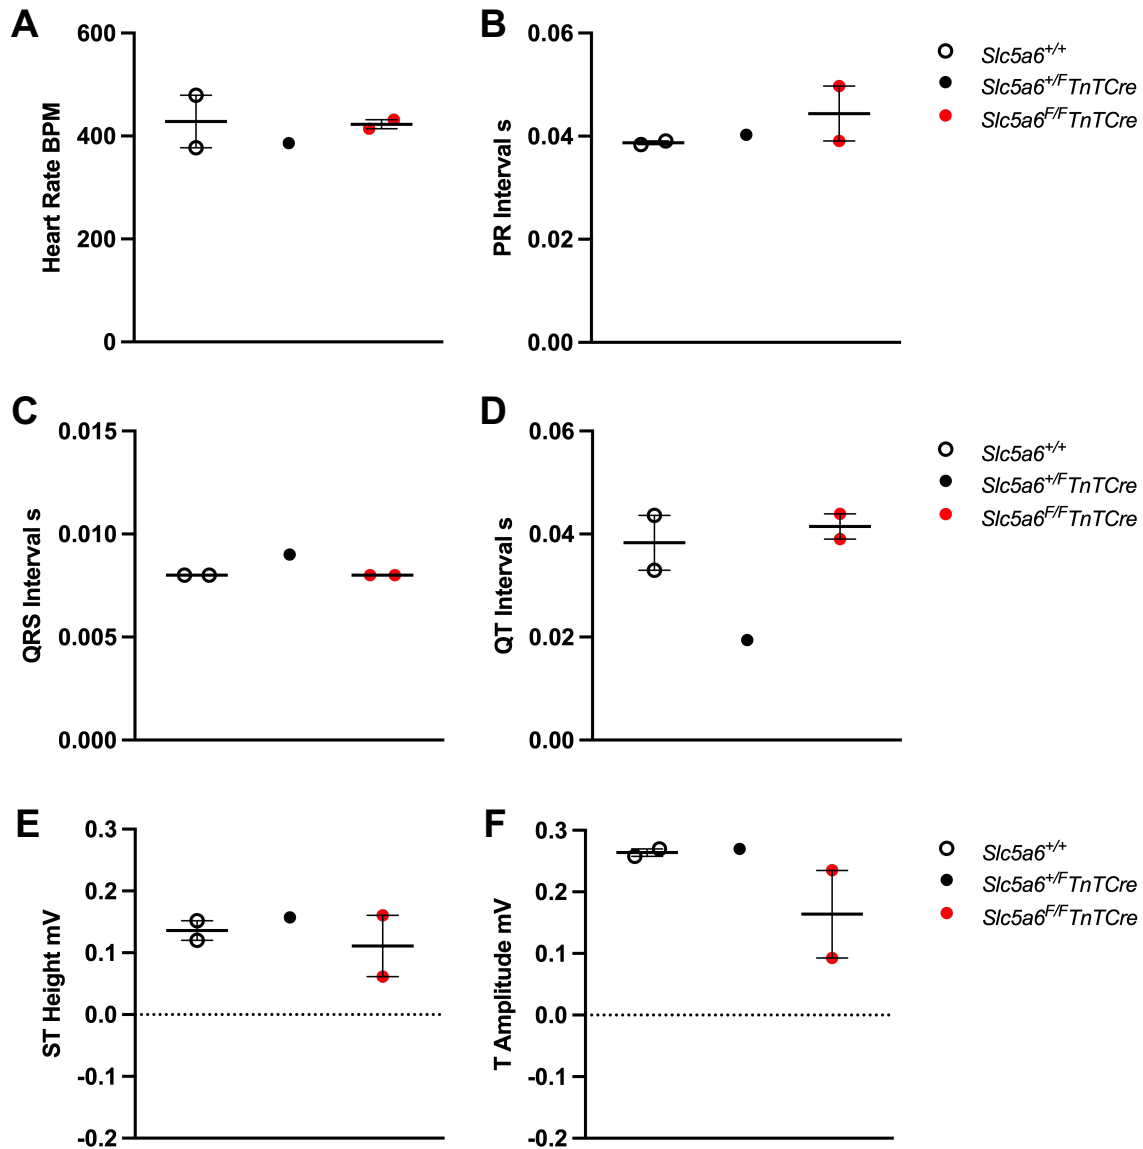 A
600
400
200
0
Heart Rate BPM
B
0.06
0.04
0.02
0.00
PR Interval s
Slc5a6+/+
Slc5a6+/FTnTCre
Slc5a6F/FTnTCre
C
0.015
0.010
0.005
0.000
QRS Interval s
D
0.06
0.04
0.02
0.00
QT Interval s
Slc5a6+/+
Slc5a6+/FTnTCre
Slc5a6F/FTnTCre
E
0.3
0.2
0.1
0.0
-0.1
-0.2
ST Height mV
F
0.3
0.2
0.1
0.0
-0.1
-0.2
T Amplitude mV
Slc5a6+/+
Slc5a6+/FTnTCre
Slc5a6F/FTnTCre